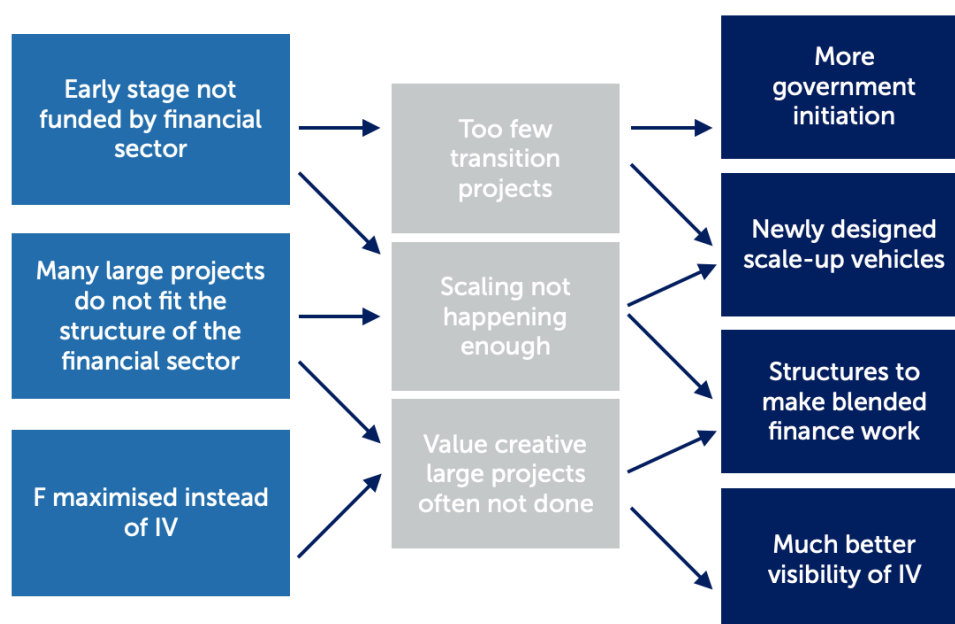 Early stage not
funded by financial
sector
Many large projects
do not fit the
structure of the
financial sector
F maximised instead
of IV
Too few
transition
projects
Scaling not
happening
enough
Value creative
large projects
often not done
More
government
initiation
Newly designed
scale-up vehicles
Structures to
make blended
finance work
Much better
visibility of IV